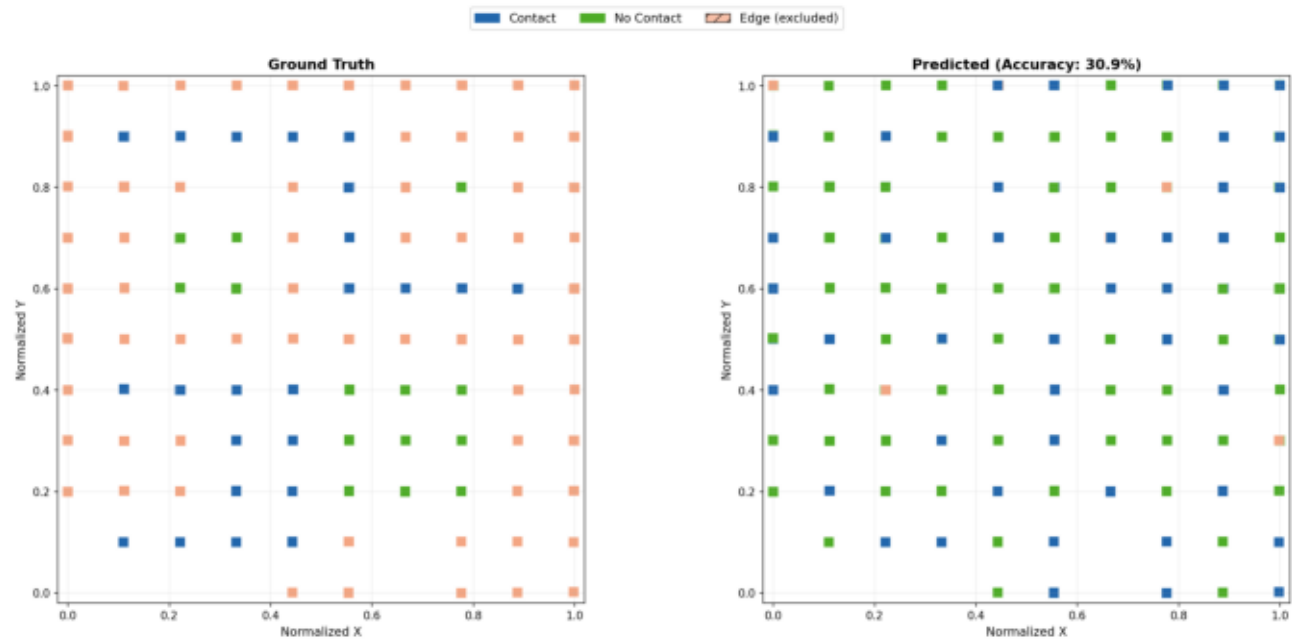 Contact No Contact Edge (excluded)
Ground Truth
Normalized Y
1.0
0.8
0.6
0.4
0.2
0.0
0.0 0.2 0.4 0.6 0.8 1.0
Normalized X
Predicted (Accuracy: 30.9%)
Normalized Y
1.0
0.8
0.6
0.4
0.2
0.0
0.0 0.2 0.4 0.6 0.8 1.0
Normalized X